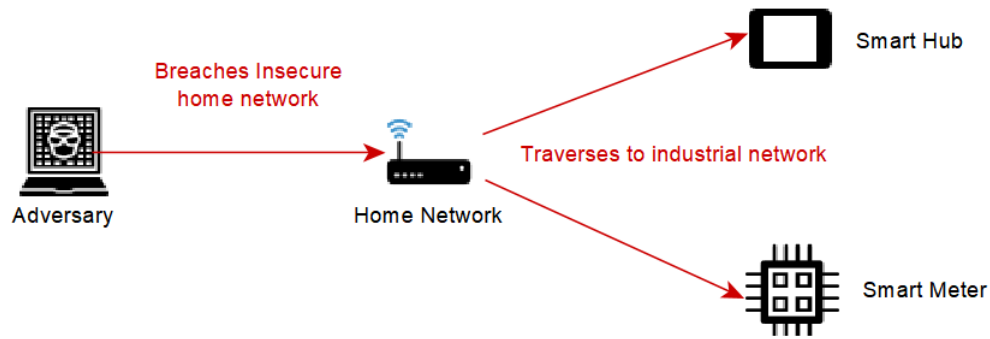 Smart Hub
Breaches Insecure
home network
Traverses to industrial network
Adversary
Home Network
Smart Meter